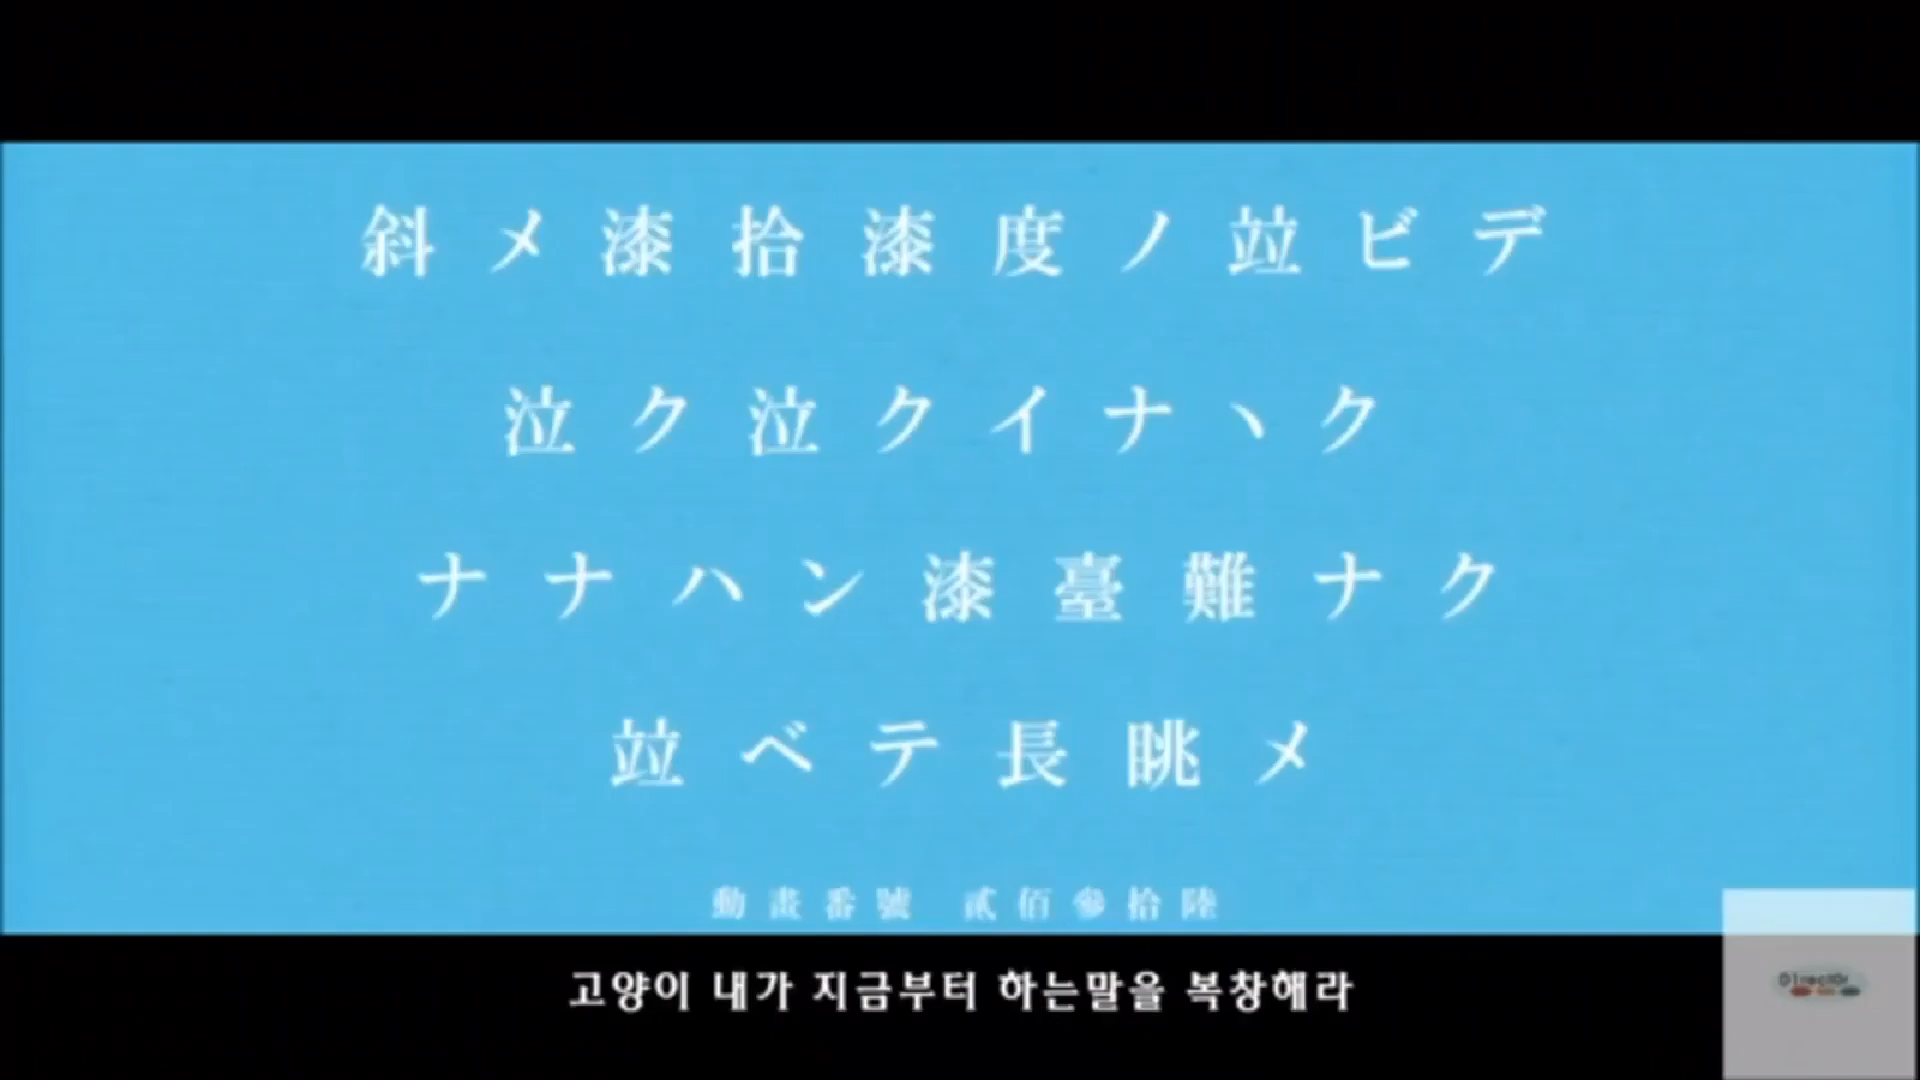 斜メ漆拾漆度ノ竝ビデ
泣ク泣クイナヽク
ナナハン漆臺難ナク
竝ベテ長眺メ
動畫番號 貳佰參拾陸
고양이 내가 지금부터 하는말을 복창해라